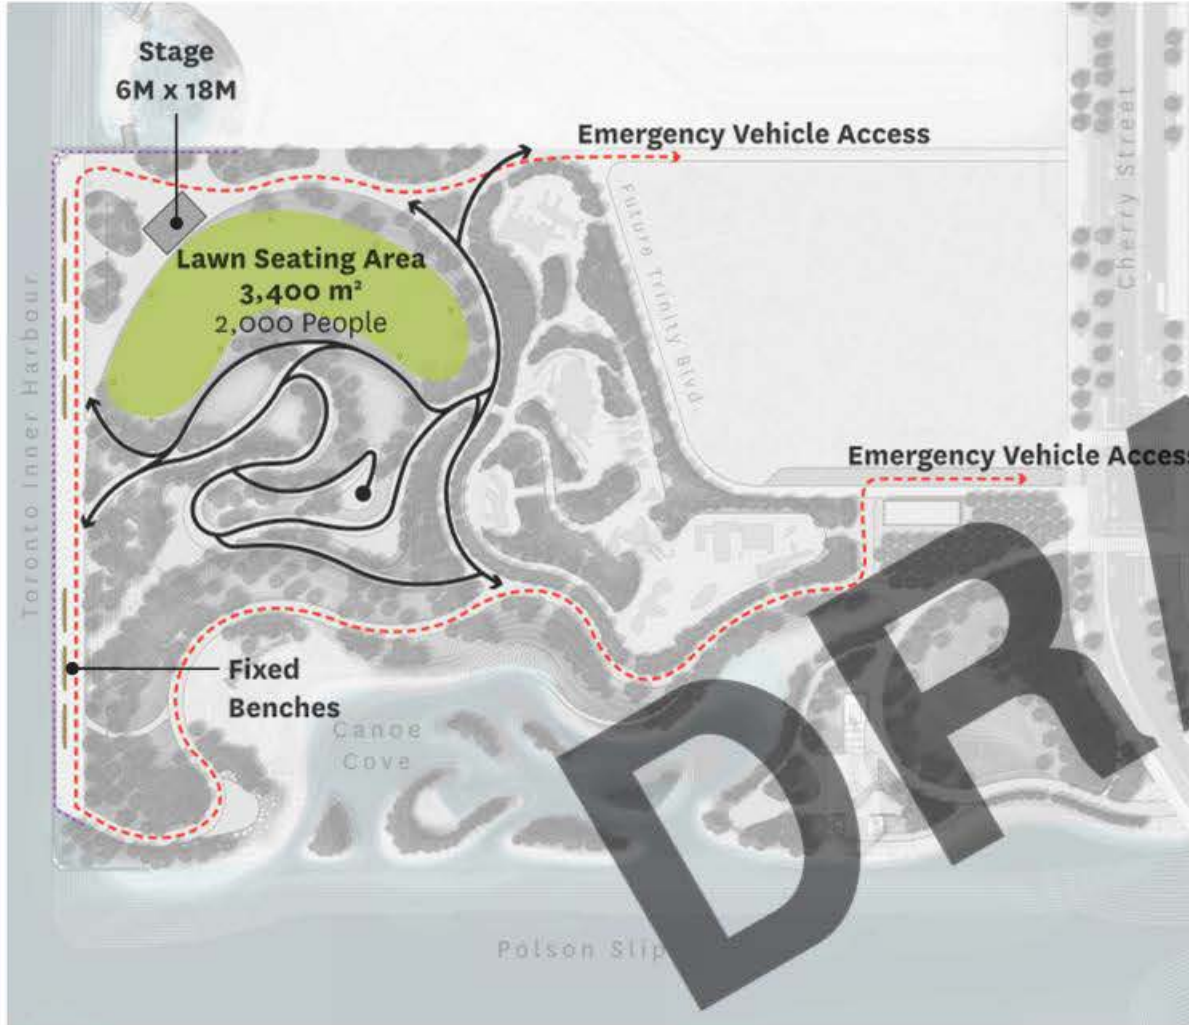 Stage
6M x 18M
Emergency Vehicle Access
Cherry Street
Future Trinity Blvd.
Lawn Seating Area
3,400 m²
2,000 People
Toronto Inner Harbour
Emergency Vehicle Access
Fixed
Benches
Canoe
Cove
Polson Slip
DR